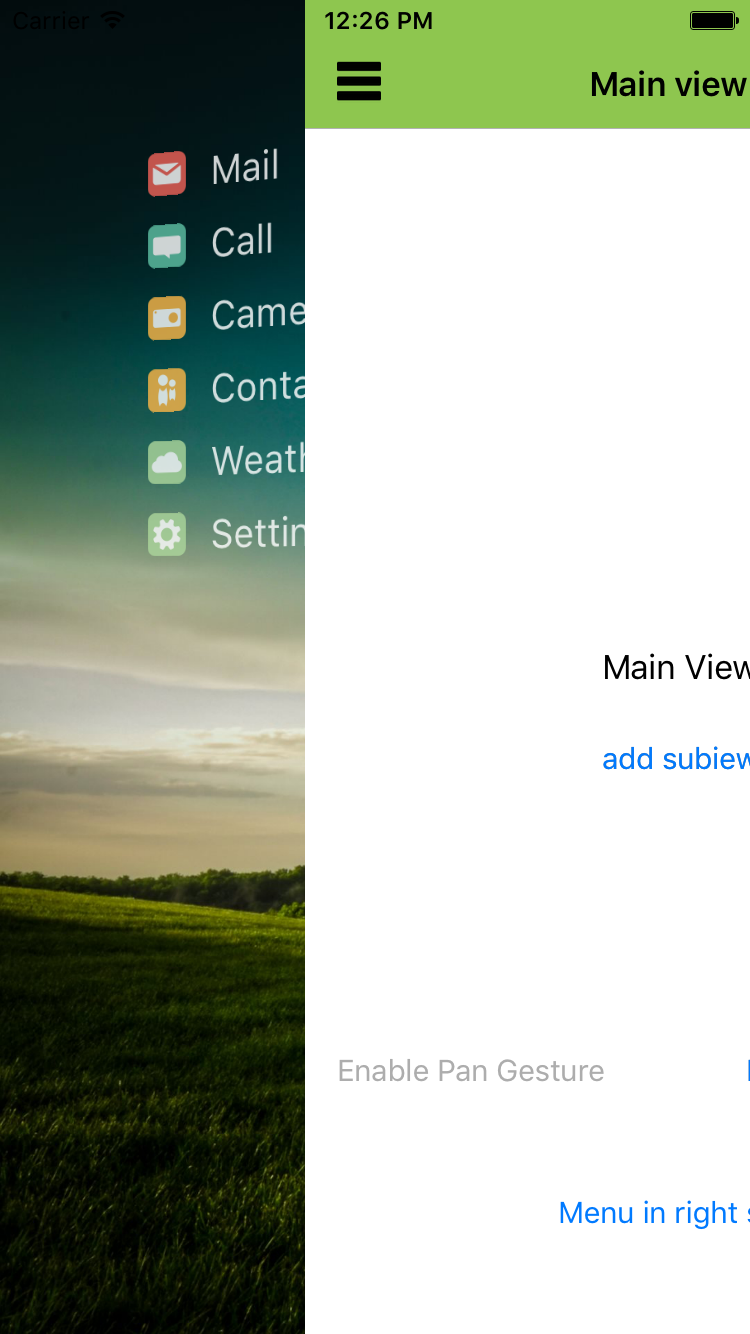 Carrier
12:26 PM
Main view
Mail
Call
Came
Conta
Weath
Settin
Main View
add subiew
Enable Pan Gesture
Menu in right